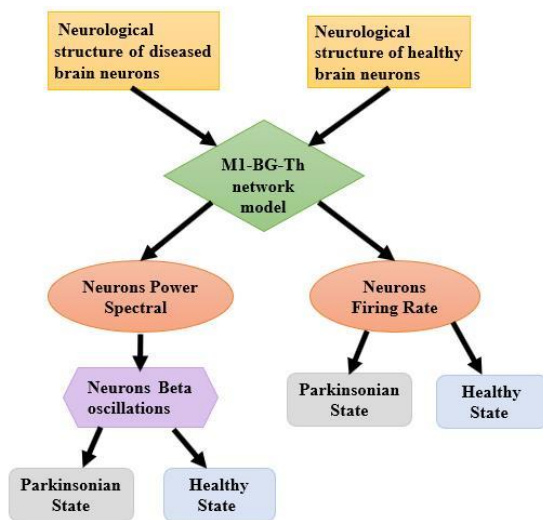 Neurological
structure of diseased
brain neurons
Neurological
structure of healthy
brain neurons
M1-BG-Th
network
model
Neurons Power
Spectral
Neurons
Firing Rate
Neurons Beta
oscillations
Parkinsonian
State
Healthy
State
Parkinsonian
State
Healthy
State